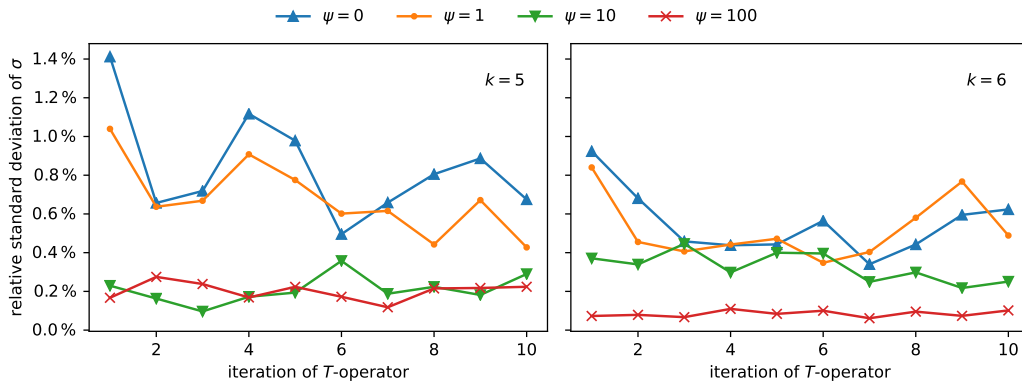 ψ = 0 ψ = 1 ψ = 10 ψ = 100
relative standard deviation of σ
1.4 %
1.2 %
1.0 %
0.8 %
0.6 %
0.4 %
0.2 %
0.0 %
k = 5
2 4 6 8 10
iteration of T-operator
k = 6
2 4 6 8 10
iteration of T-operator